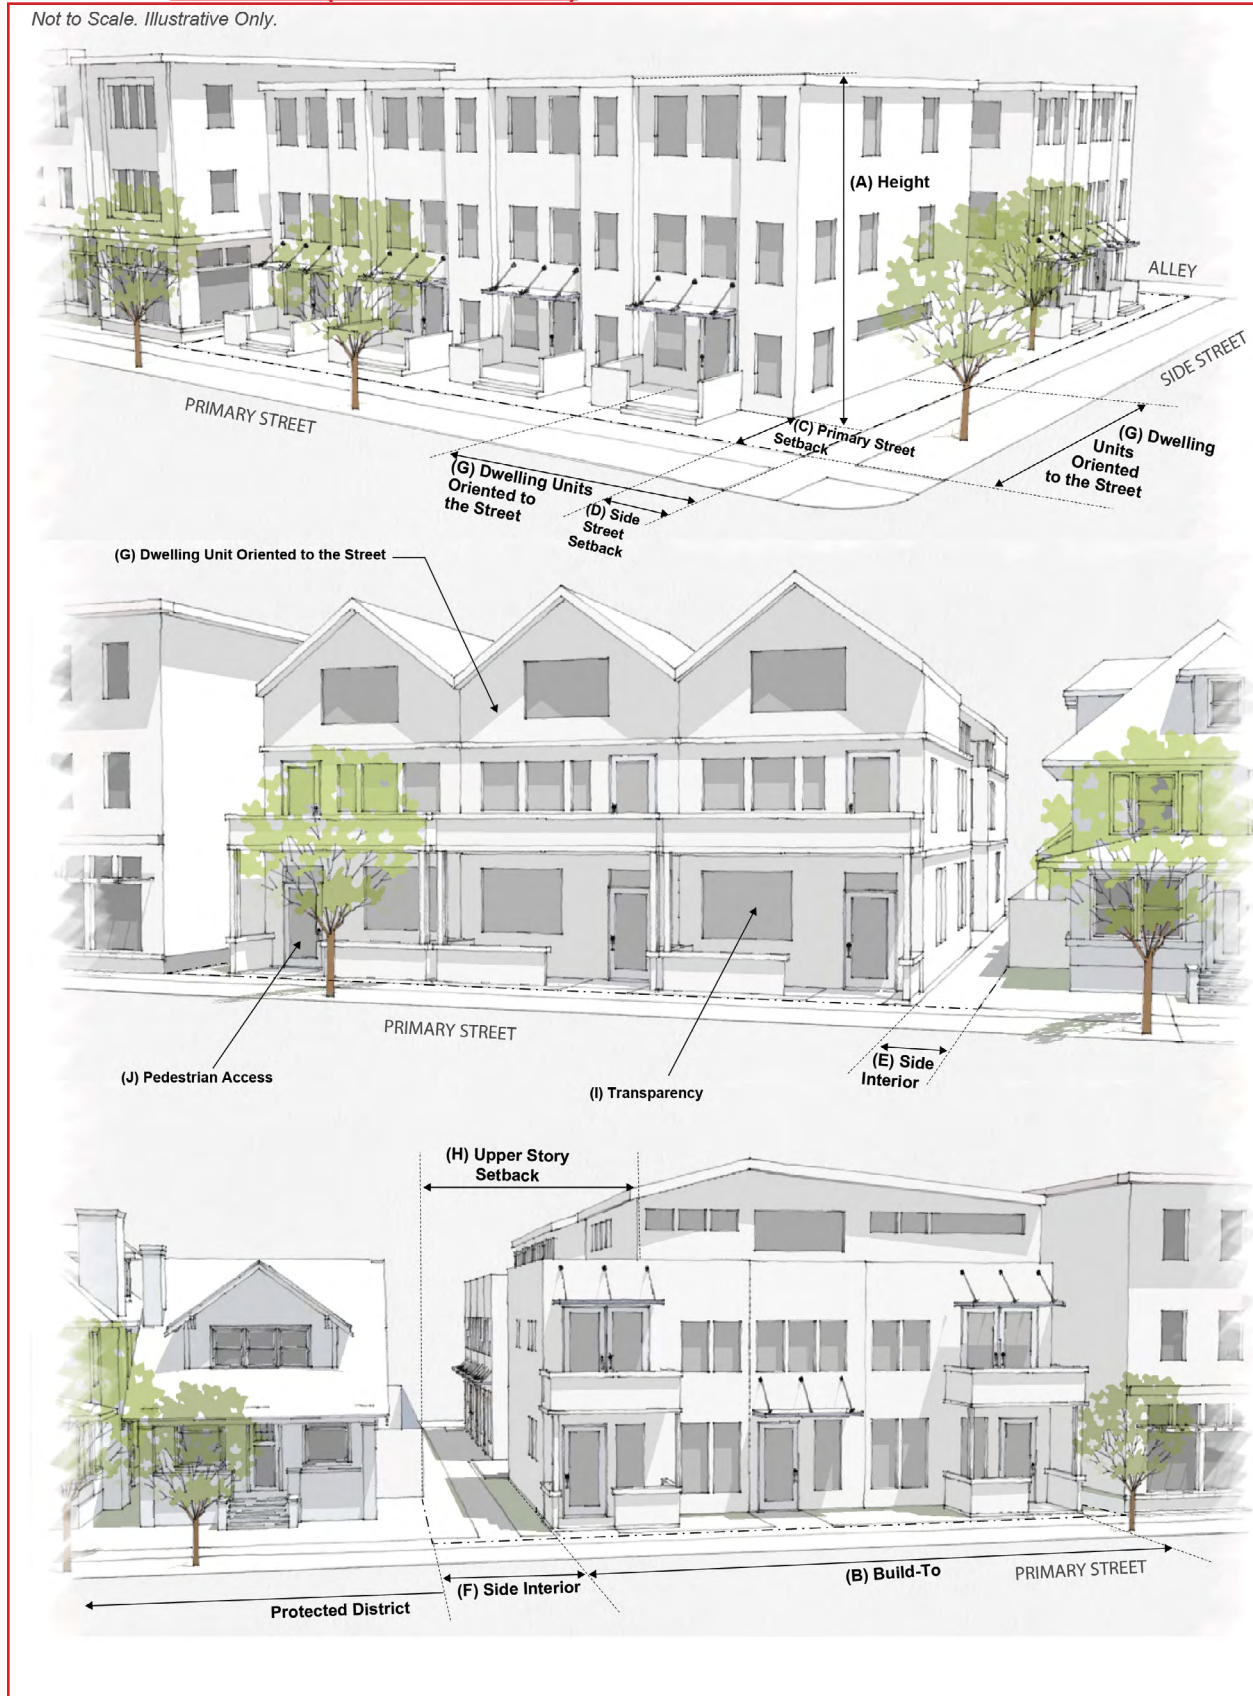 Not to Scale. Illustrative Only.
(A) Height
ALLEY
SIDE STREET
PRIMARY STREET
(C) Primary Street
Setback
(G) Dwelling
Units
Oriented
to the Street
(G) Dwelling Units
Oriented to
the Street
(D) Side
Street
Setback
(G) Dwelling Unit Oriented to the Street
PRIMARY STREET
(E) Side
Interior
(J) Pedestrian Access
(I) Transparency
(H) Upper Story
Setback
(B) Build-To
PRIMARY STREET
(F) Side Interior
Protected District